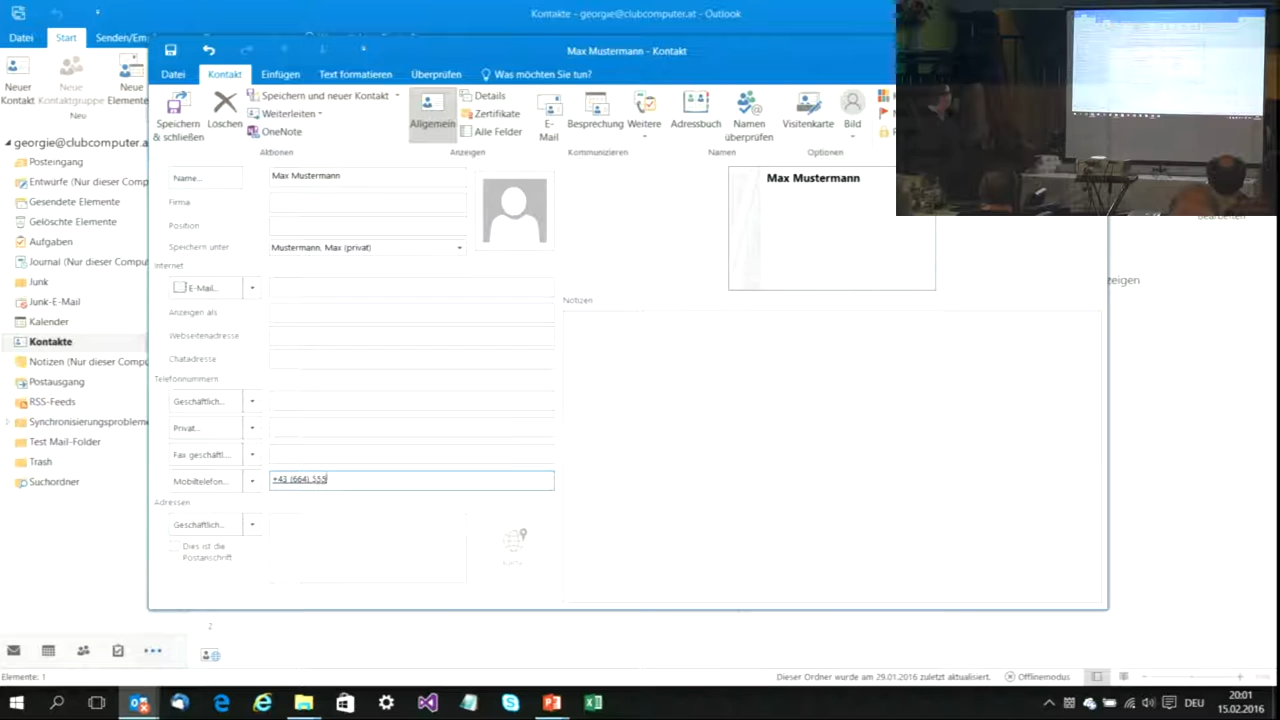 Kontakte - georgie@clubcomputer.at - Outlook
Datei
Start
Senden/Em
Max Mustermann - Kontakt
Datei
Kontakt
Einfügen
Text formatieren
Überprüfen
Was möchten Sie tun?
Neuer
Kontakt
Neue
Kontaktgruppe
Neue
Elemente
Neu
Speichern
& schließen
Löschen
Speichern und neuer Kontakt
Weiterleiten
OneNote
Aktionen
Allgemein
Details
Zertifikate
Alle Felder
Anzeigen
E-
Mail
Besprechung
Weitere
Kommunizieren
Adressbuch
Namen
überprüfen
Namen
Visitenkarte
Bild
Optionen
georgie@clubcomputer.a
Posteingang
Entwürfe (Nur dieser Comp
Gesendete Elemente
Gelöschte Elemente
Aufgaben
Journal (Nur dieser Comput
Junk
Junk-E-Mail
Kalender
Kontakte
Notizen (Nur dieser Compu
Postausgang
RSS-Feeds
Synchronisierungsprobleme
Test Mail-Folder
Trash
Suchordner
Name...
Max Mustermann
Firma
Position
Speichern unter
Mustermann, Max (privat)
Internet
E-Mail...
Anzeigen als
Webseitenadresse
Chatadresse
Telefonnummern
Geschäftlich...
Privat...
Fax geschäftl...
Mobiltelefon...
+43 (664) 555
Adressen
Geschäftlich...
Dies ist die
Postanschrift
Max Mustermann
Notizen
Bearbeiten
zeigen
2
Elemente: 1
Dieser Ordner wurde am 29.01.2016 zuletzt aktualisiert.
Offlinemodus
DEU
20:01
15.02.2016